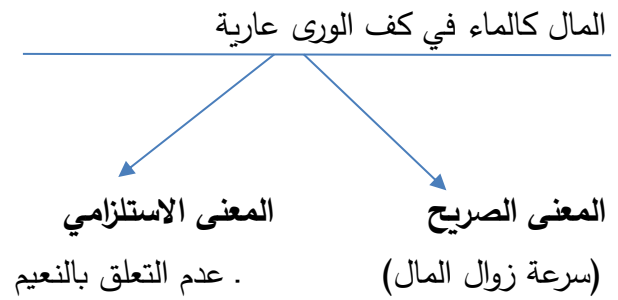 المال كالماء في كف الورى عارية
المعنى الصريح المعنى الاستلزامي
(سرعة زوال المال) . عدم التعلق بالنعيم